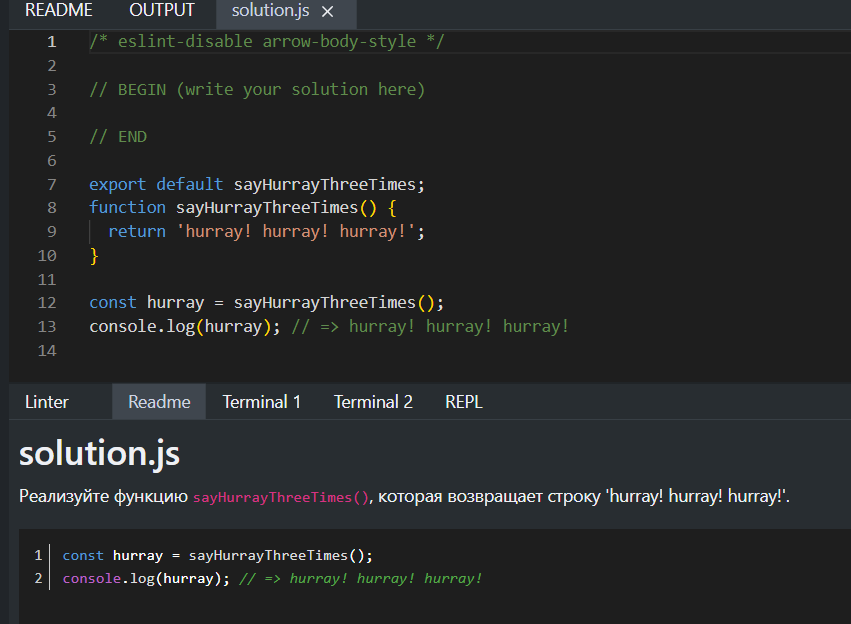 README OUTPUT solution.js ×
1 /* eslint-disable arrow-body-style */
2
3 // BEGIN (write your solution here)
4
5 // END
6
7 export default sayHurrayThreeTimes;
8 function sayHurrayThreeTimes() {
9 return 'hurray! hurray! hurray!';
10 }
11
12 const hurray = sayHurrayThreeTimes();
13 console.log(hurray); // => hurray! hurray! hurray!
14
Linter Readme Terminal 1 Terminal 2 REPL
solution.js
Реализуйте функцию sayHurrayThreeTimes(), которая возвращает строку 'hurray! hurray! hurray!'.
1 const hurray = sayHurrayThreeTimes();
2 console.log(hurray); // => hurray! hurray! hurray!